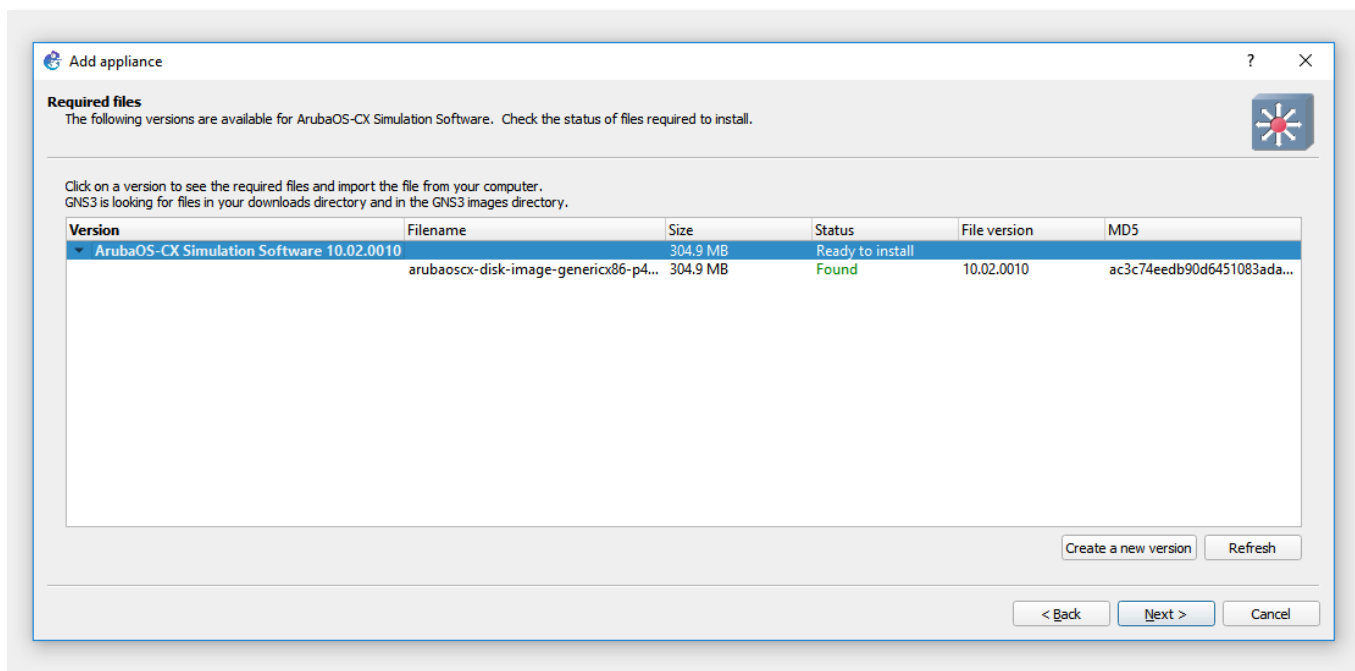 Add appliance
?
Required files
The following versions are available for ArubaOS-CX Simulation Software. Check the status of files required to install.
Click on a version to see the required files and import the file from your computer.
GNS3 is looking for files in your downloads directory and in the GNS3 images directory.
Version Filename Size Status File version MD5
ArubaOS-CX Simulation Software 10.02.0010 304.9 MB Ready to install
arubaoscx-disk-image-genericx86-p4... 304.9 MB Found 10.02.0010 ac3c74eedb90d6451083ada...
Create a new version Refresh
< Back Next > Cancel